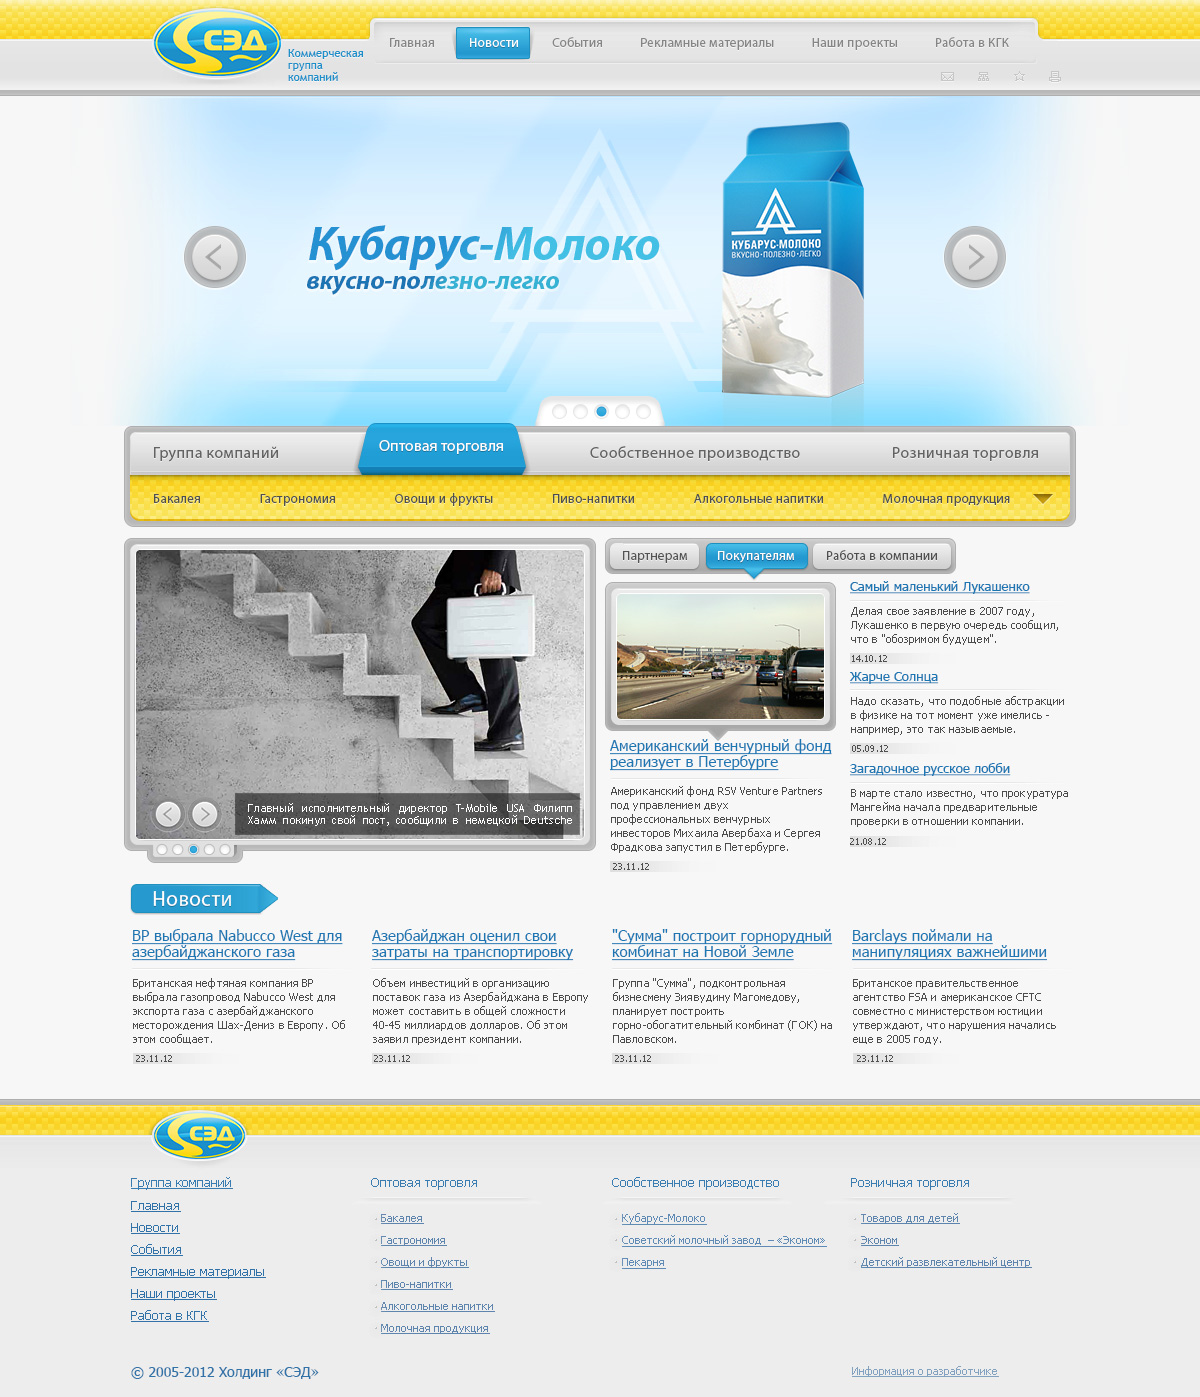 СЭД
Коммерческая
группа
компаний
Главная
Новости
События
Рекламные материалы
Наши проекты
Работа в КГК
Кубарус-Молоко
вкусно-полезно-легко
КУБАРУС-МОЛОКО
ВКУСНО-ПОЛЕЗНО-ЛЕГКО
Группа компаний
Оптовая торговля
Сообственное производство
Розничная торговля
Бакалея
Гастрономия
Овощи и фрукты
Пиво-напитки
Алкогольные напитки
Молочная продукция
Главный исполнительный директор T-Mobile USA Филипп
Хамм покинул свой пост, сообщили в немецкой Deutsche
Партнерам
Покупателям
Работа в компании
Американский венчурный фонд
реализует в Петербурге
Американский фонд RSV Venture Partners
под управлением двух
профессиональных венчурных
инвесторов Михаила Авербаха и Сергея
Фрадкова запустил в Петербурге.
23.11.12
Самый маленький Лукашенко
Делая свое заявление в 2007 году,
Лукашенко в первую очередь сообщил,
что в "обозримом будущем".
14.10.12
Жарче Солнца
Надо сказать, что подобные абстракции
в физике на тот момент уже имелись -
например, это так называемые.
05.09.12
Загадочное русское лобби
В марте стало известно, что прокуратура
Мангейма начала предварительные
проверки в отношении компании.
21.08.12
Новости
BP выбрала Nabucco West для
азербайджанского газа
Британская нефтяная компания BP
выбрала газопровод Nabucco West для
экспорта газа с азербайджанского
месторождения Шах-Дениз в Европу. Об
этом сообщает.
23.11.12
Азербайджан оценил свои
затраты на транспортировку
Объем инвестиций в организацию
поставок газа из Азербайджана в Европу
может составить в общей сложности
40-45 миллиардов долларов. Об этом
заявил президент компании.
23.11.12
"Сумма" построит горнорудный
комбинат на Новой Земле
Группа "Сумма", подконтрольная
бизнесмену Зиявудину Магомедову,
планирует построить
горно-обогатительный комбинат (ГОК) на
Павловском.
23.11.12
Barclays поймали на
манипуляциях важнейшими
Британское правительственное
агентство FSA и американское CFTC
совместно с министерством юстиции
утверждают, что нарушения начались
еще в 2005 году.
23.11.12
СЭД
Группа компаний
Главная
Новости
События
Рекламные материалы
Наши проекты
Работа в КГК
Оптовая торговля
Бакалея
Гастрономия
Овощи и фрукты
Пиво-напитки
Алкогольные напитки
Молочная продукция
Сообственное производство
Кубарус-Молоко
Советский молочный завод – «Эконом»
Пекарня
Розничная торговля
Товаров для детей
Эконом
Детский развлекательный центр
© 2005-2012 Холдинг «СЭД»
Информация о разработчике